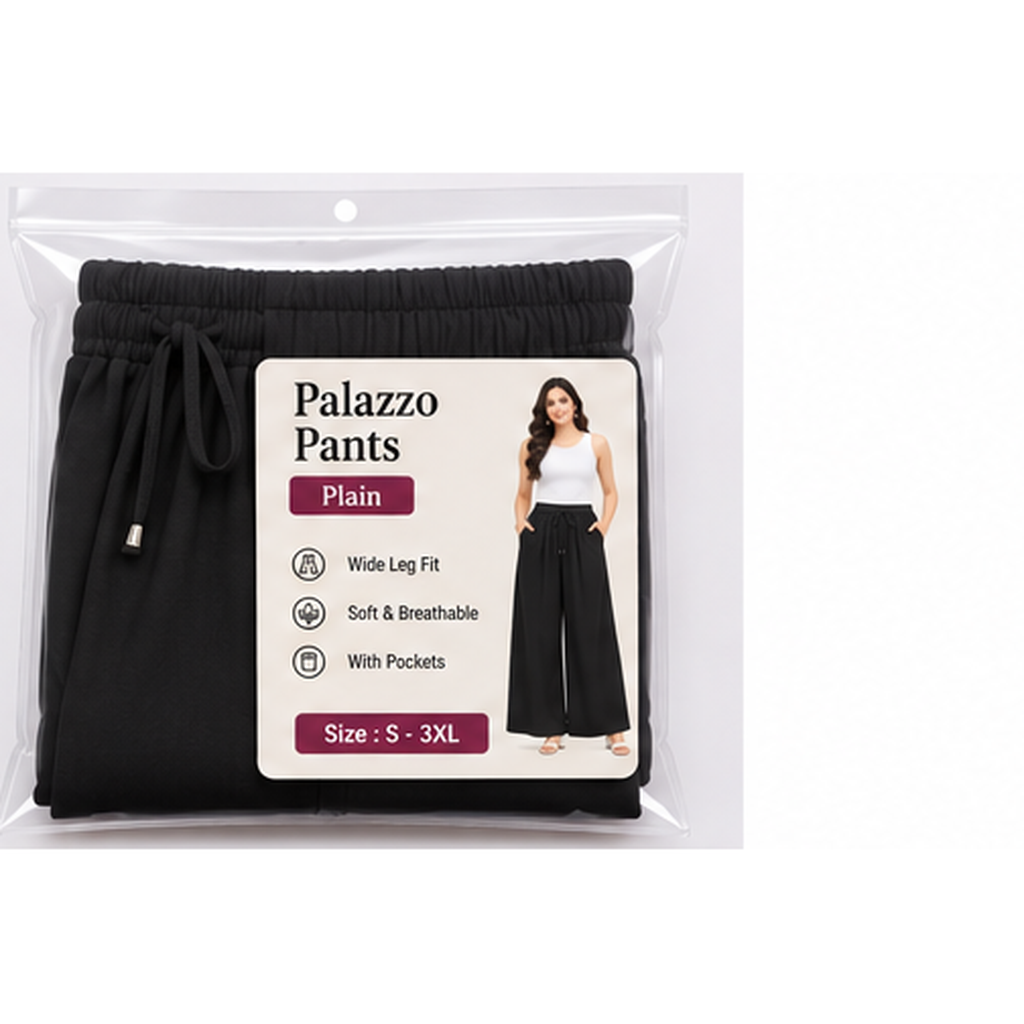 Palazzo
Pants
Plain
Wide Leg Fit
Soft & Breathable
With Pockets
Size : S - 3XL